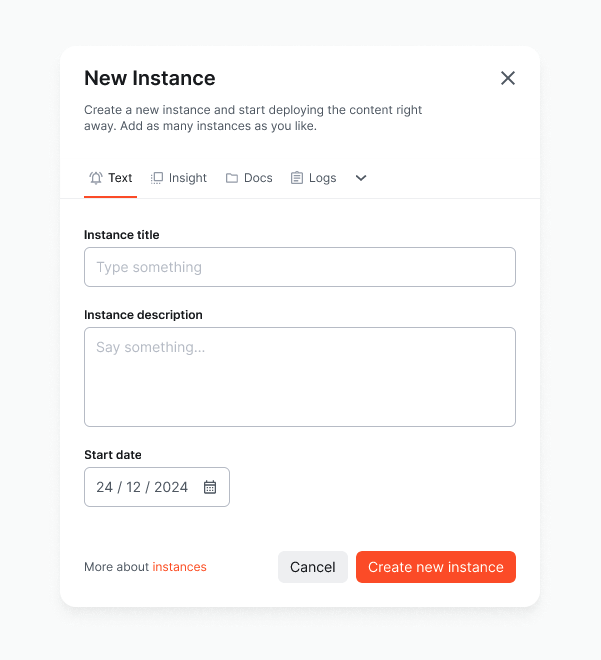 New Instance
Create a new instance and start deploying the content right
away. Add as many instances as you like.
Text Insight Docs Logs
Instance title
Type something
Instance description
Say something...
Start date
24 / 12 / 2024
More about instances Cancel Create new instance